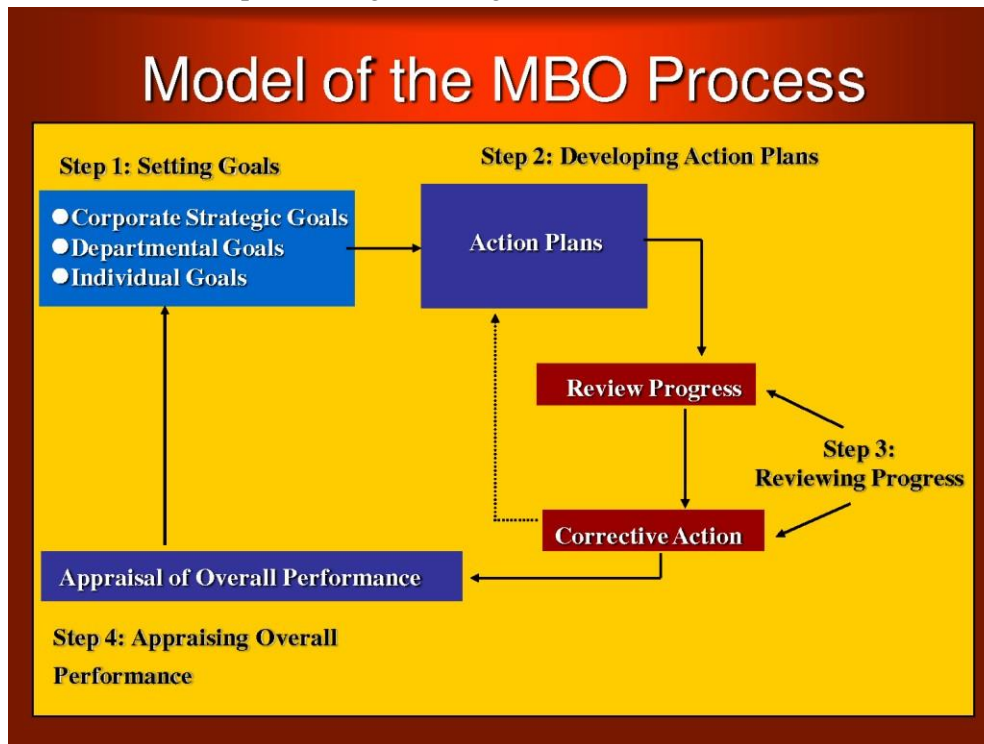 Model of the MBO Process
Step 1: Setting Goals
Step 2: Developing Action Plans
●Corporate Strategic Goals
●Departmental Goals
●Individual Goals
Action Plans
Review Progress
Step 3:
Reviewing Progress
Corrective Action
Appraisal of Overall Performance
Step 4: Appraising Overall
Performance